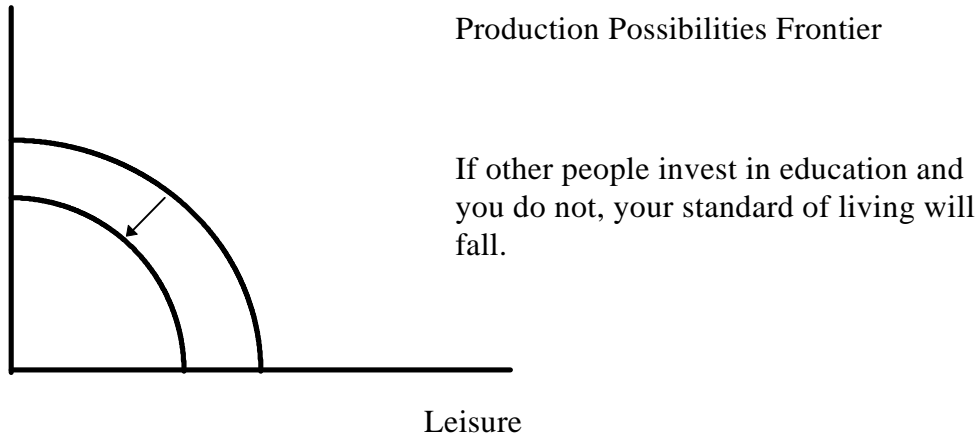 Production Possibilities Frontier
If other people invest in education and
you do not, your standard of living will
fall.
Leisure